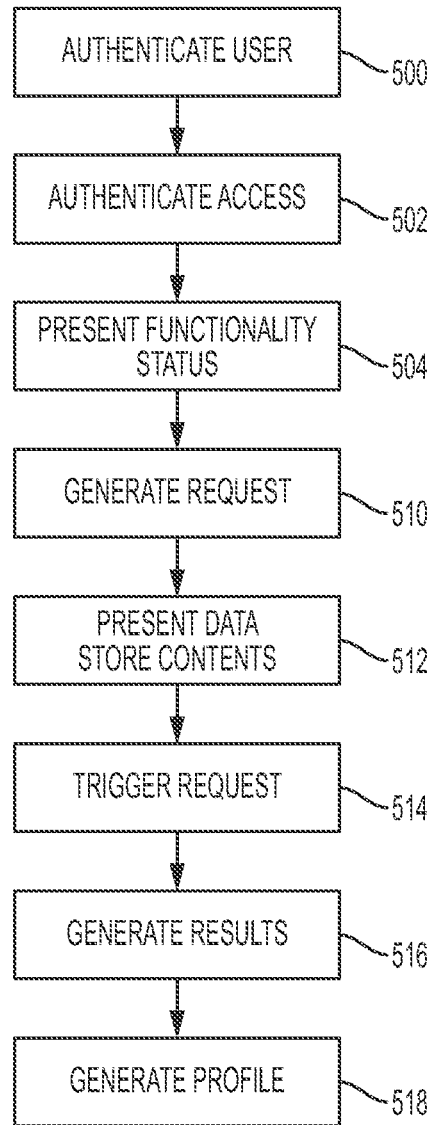 AUTHENTICATE USER
500
AUTHENTICATE ACCESS
502
PRESENT FUNCTIONALITY
STATUS
504
GENERATE REQUEST
510
PRESENT DATA
STORE CONTENTS
512
TRIGGER REQUEST
514
GENERATE RESULTS
516
GENERATE PROFILE
518